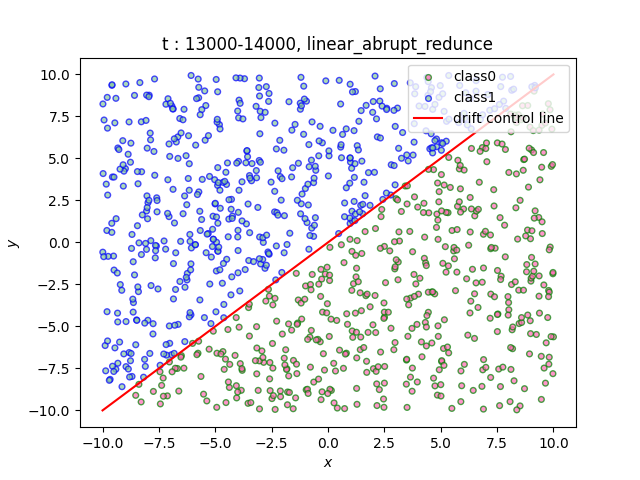 t : 13000-14000, linear_abrupt_redunce
class0
class1
drift control line
10.0
7.5
5.0
2.5
0.0
−2.5
−5.0
−7.5
−10.0
y
−10.0 −7.5 −5.0 −2.5 0.0 2.5 5.0 7.5 10.0
x